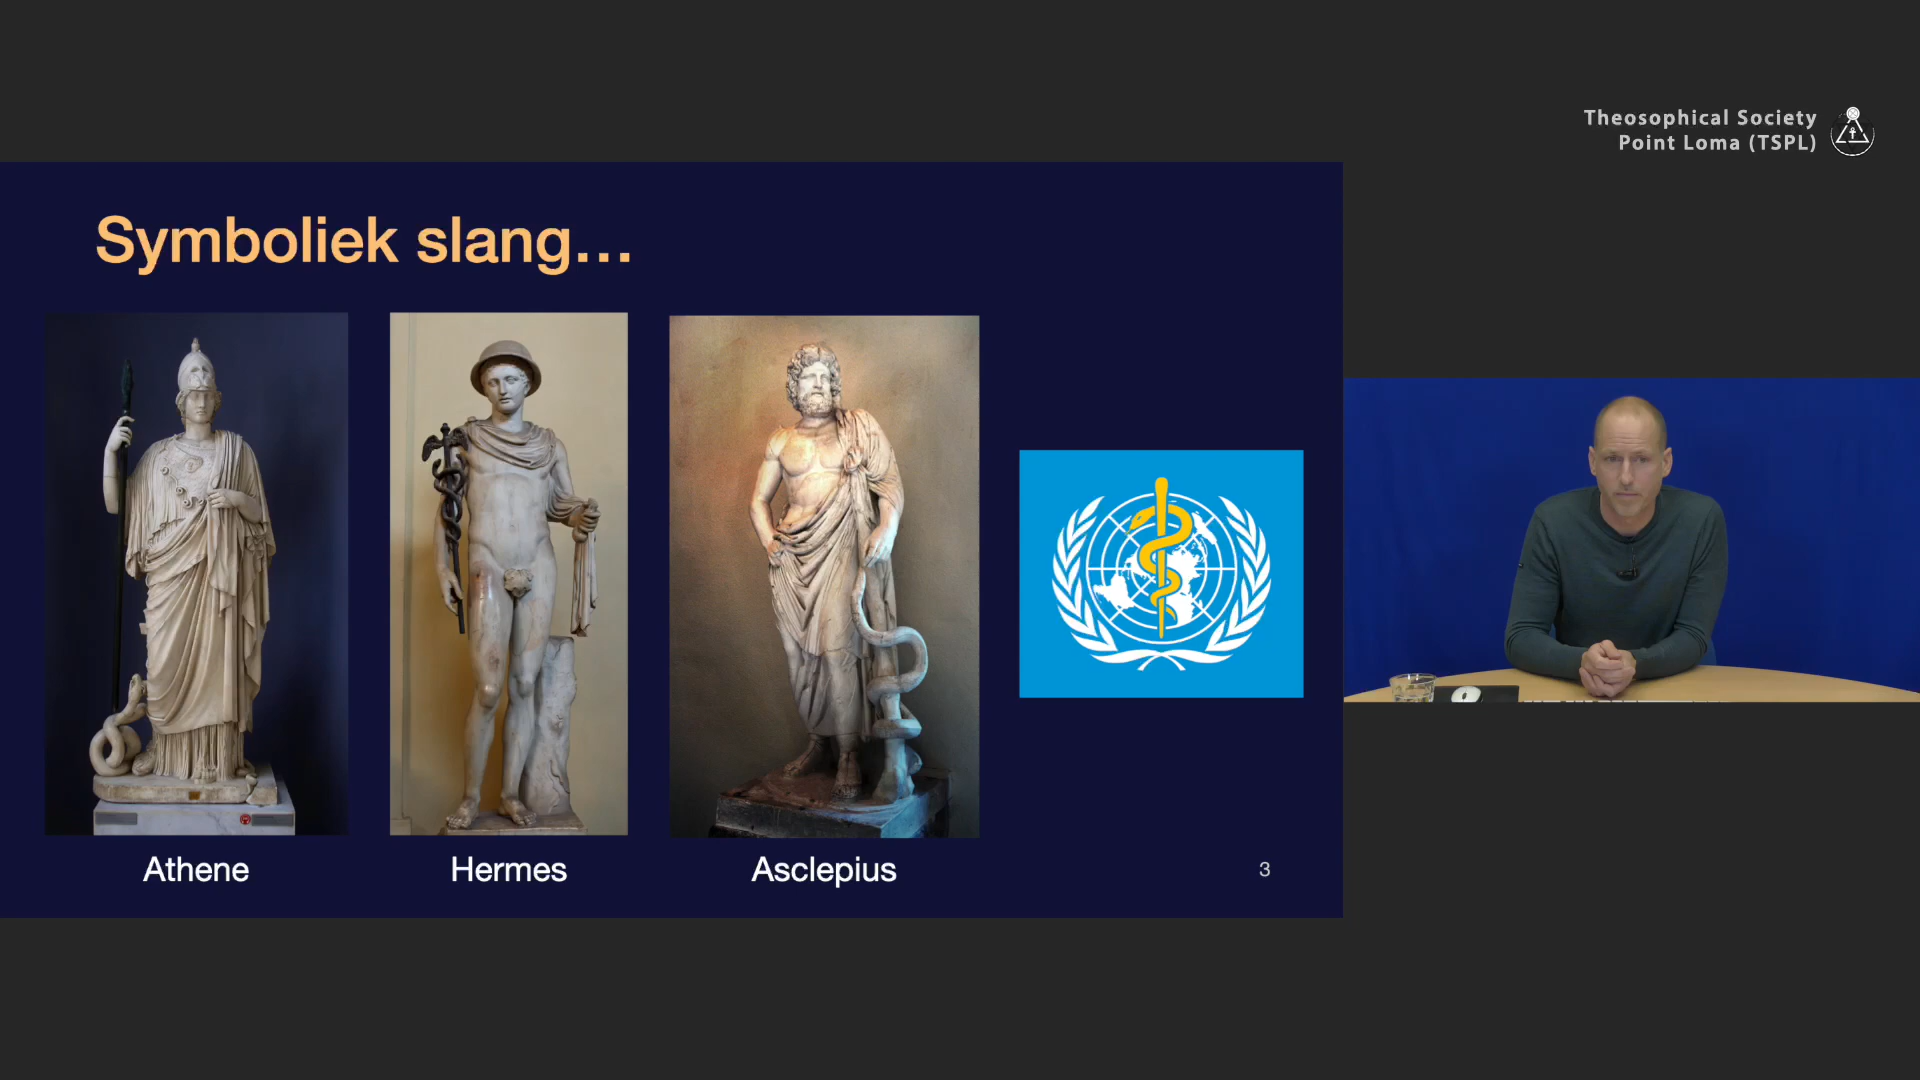 Theosophical Society
Point Loma (TSPL)
Symboliek slang...
Athene
Hermes
Asclepius
3